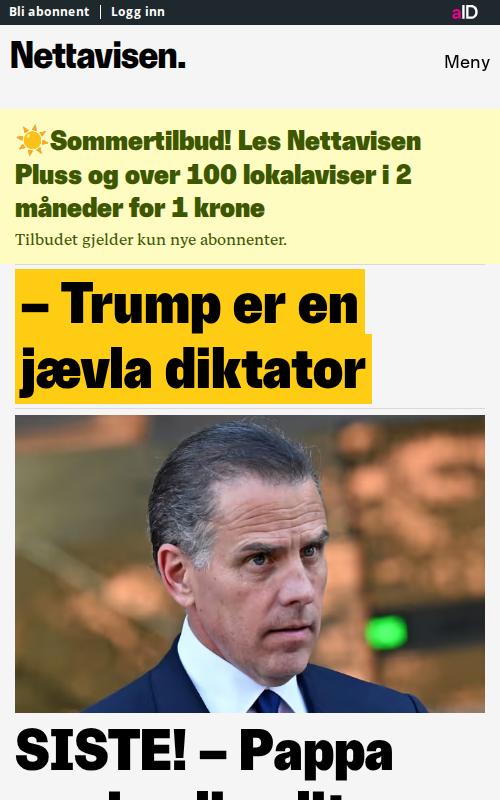 Bli abonnent | Logg inn
aID
Nettavisen.
Meny
☀️Sommertilbud! Les Nettavisen
Pluss og over 100 lokalaviser i 2
måneder for 1 krone
Tilbudet gjelder kun nye abonnenter.
– Trump er en
jævla diktator
SISTE! – Pappa